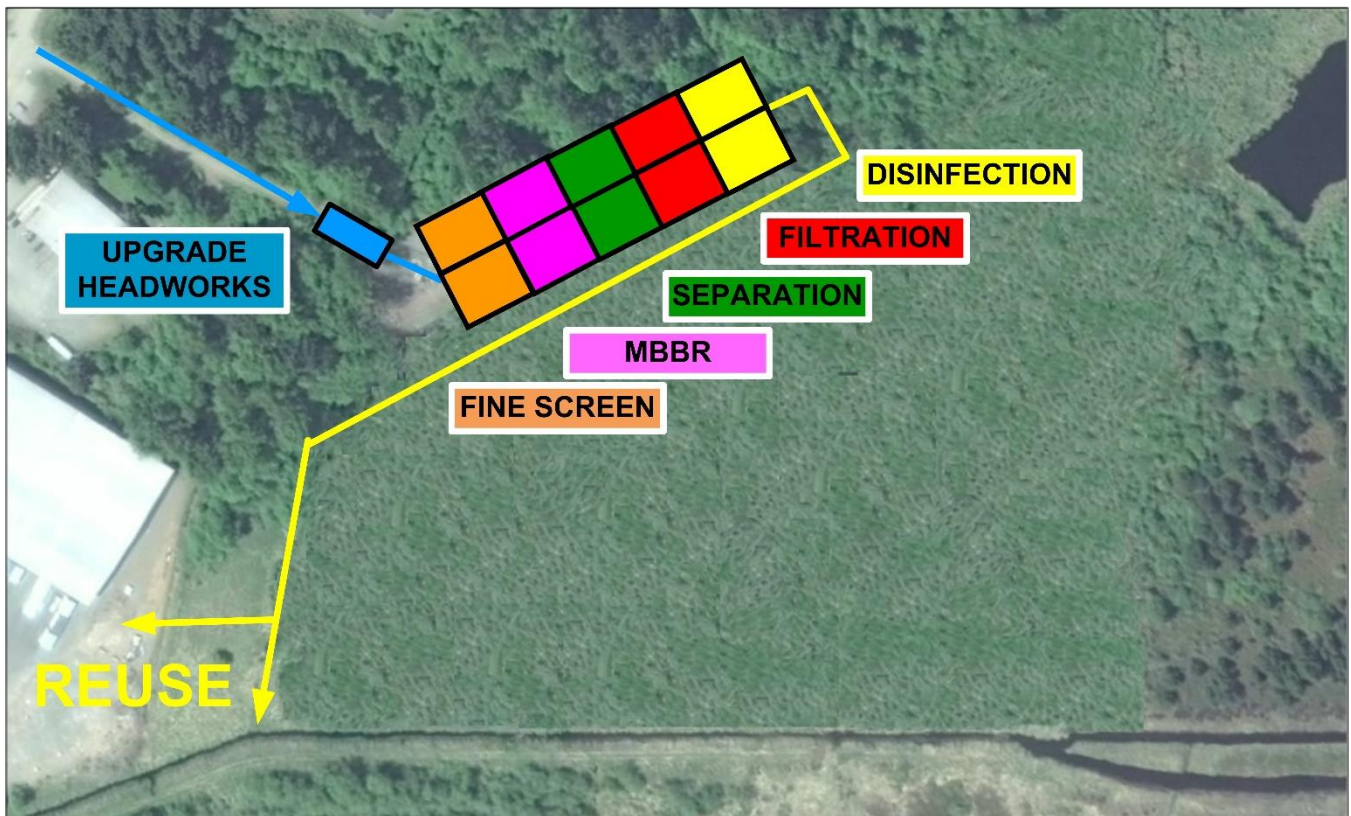 DISINFECTION
FILTRATION
UPGRADE
HEADWORKS
SEPARATION
MBBR
FINE SCREEN
REUSE